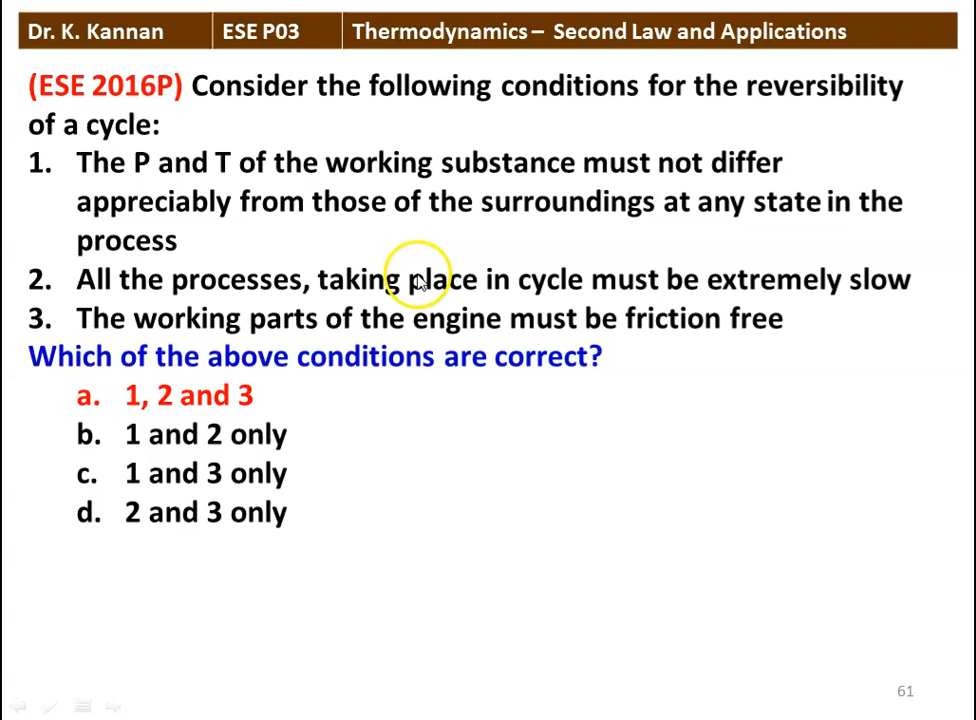 Dr. K. Kannan ESE P03 Thermodynamics – Second Law and Applications
(ESE 2016P) Consider the following conditions for the reversibility
of a cycle:
1. The P and T of the working substance must not differ
appreciably from those of the surroundings at any state in the
process
2. All the processes, taking place in cycle must be extremely slow
3. The working parts of the engine must be friction free
Which of the above conditions are correct?
a. 1, 2 and 3
b. 1 and 2 only
c. 1 and 3 only
d. 2 and 3 only
61